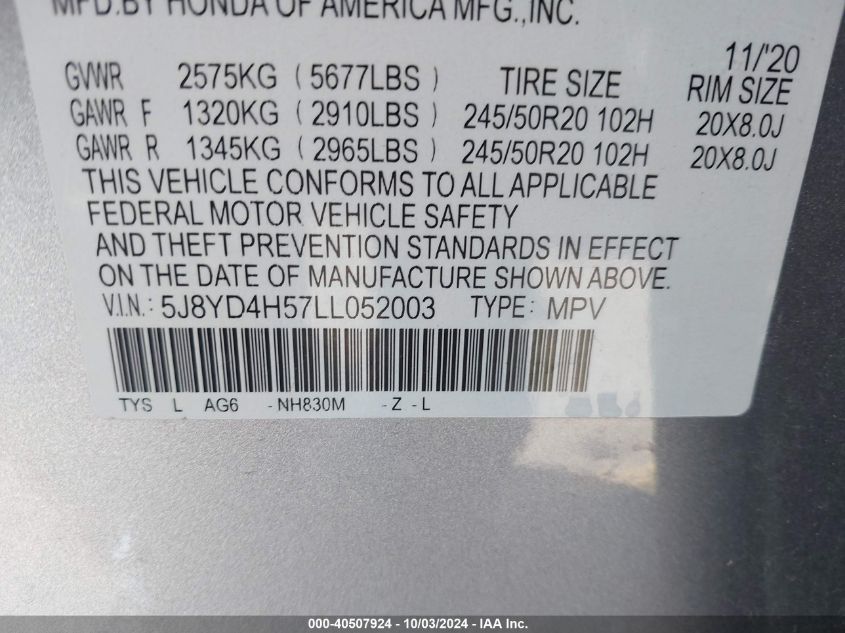 MFD.BY HONDA OF AMERICA MFG.,INC.
11/'20
GVWR 2575KG ( 5677LBS ) TIRE SIZE RIM SIZE
GAWR F 1320KG ( 2910LBS ) 245/50R20 102H 20X8.0J
GAWR R 1345KG ( 2965LBS ) 245/50R20 102H 20X8.0J
THIS VEHICLE CONFORMS TO ALL APPLICABLE
FEDERAL MOTOR VEHICLE SAFETY
AND THEFT PREVENTION STANDARDS IN EFFECT
ON THE DATE OF MANUFACTURE SHOWN ABOVE.
V.I.N.: 5J8YD4H57LL052003 TYPE: MPV
TYS L AG6 -NH830M -Z -L
000-40507924 | 10/03/2024 - IAA Inc.